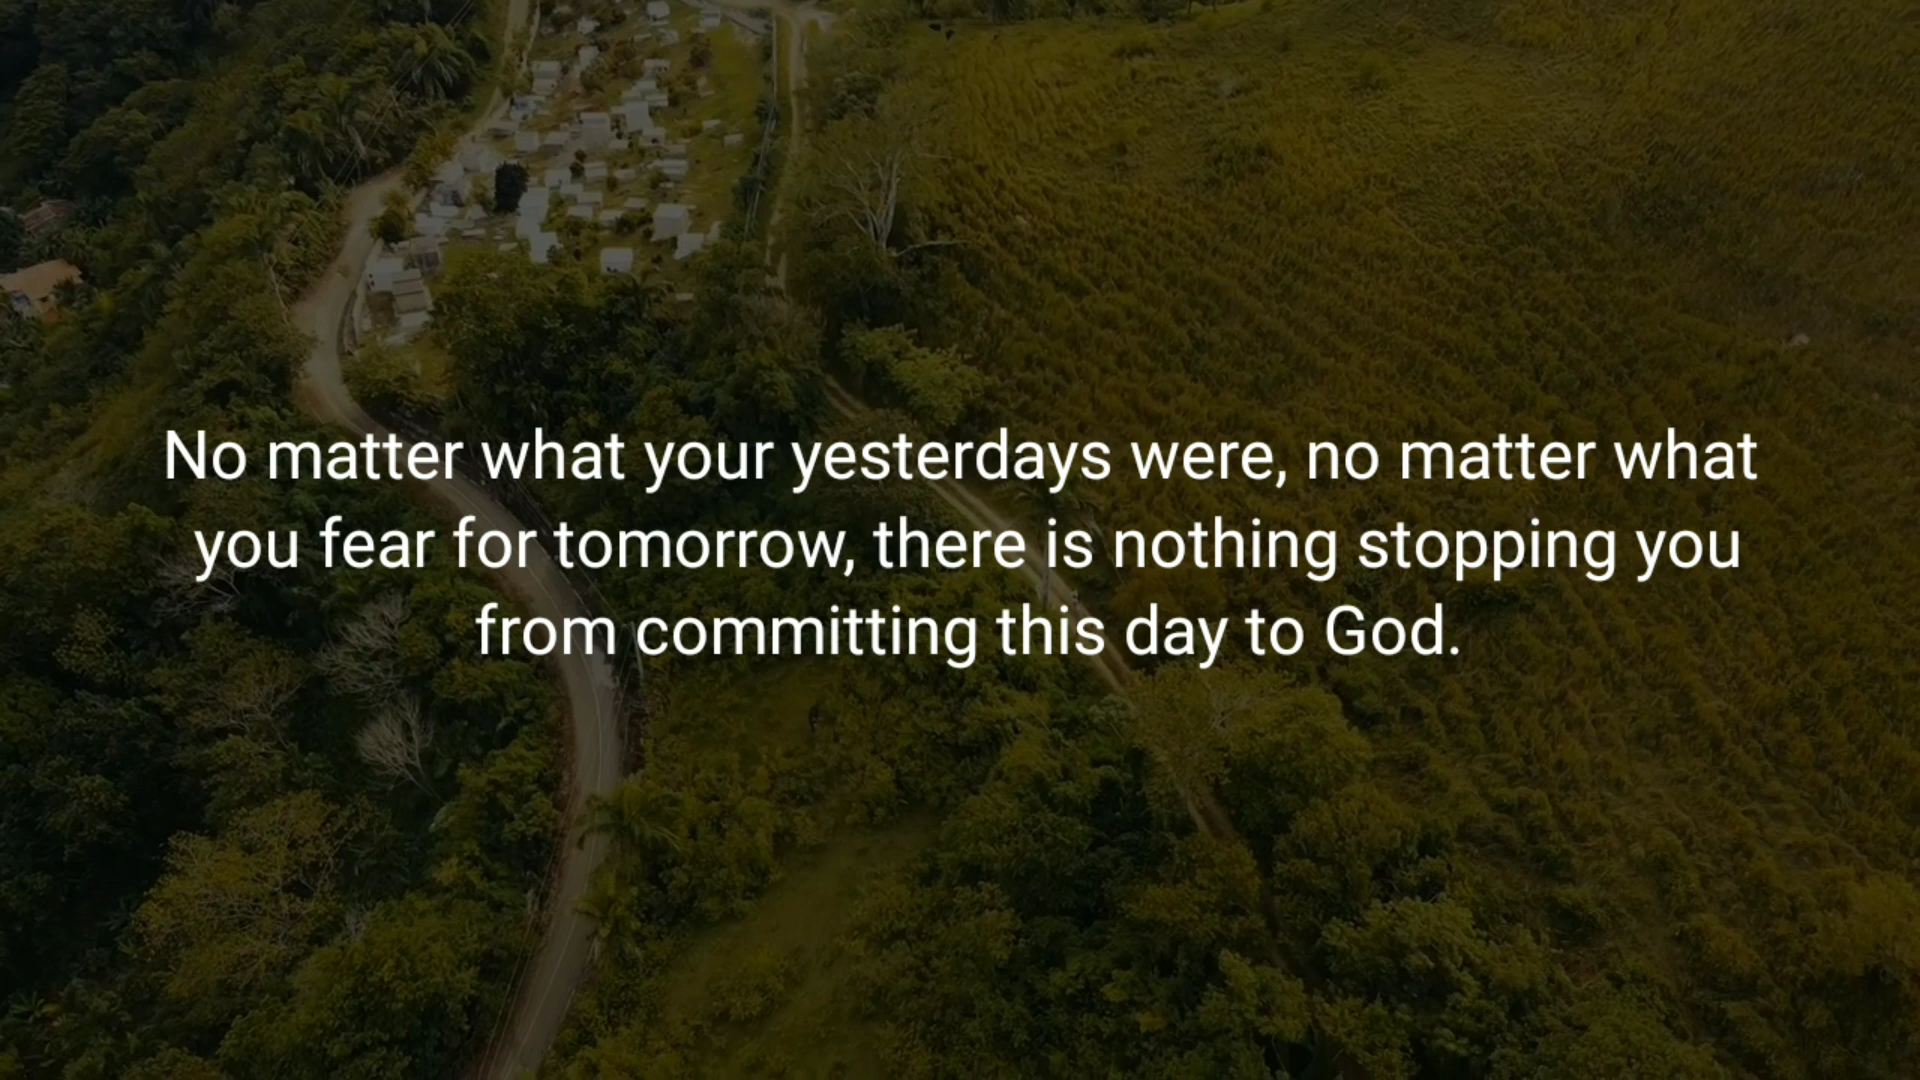 No matter what your yesterdays were, no matter what
you fear for tomorrow, there is nothing stopping you
from committing this day to God.